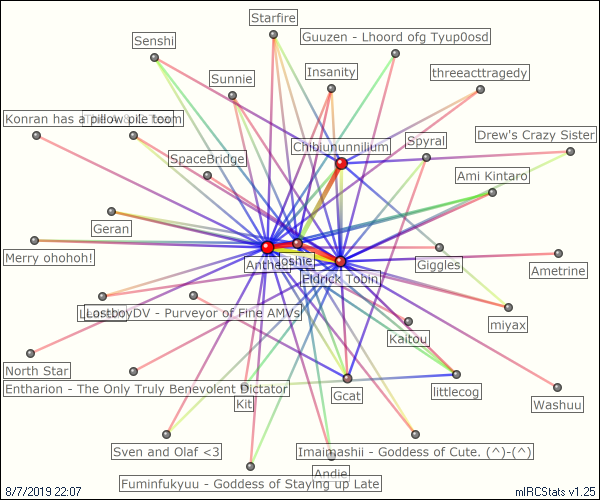 Starfire
Guuzen - Lhoord ofg Tyup0osd
Senshi
Sunnie
Insanity
threeacttragedy
Konran has a pillow pile toom
Chibiununnilium
Spyral
Drew's Crazy Sister
SpaceBridge
Ami Kintaro
Geran
Merry ohohoh!
Giggles
Ametrine
Eldrick Tobin
LostboyDV - Purveyor of Fine AMVs
miyax
Kaitou
North Star
Entharion - The Only Truly Benevolent Dictator
Kit
Gcat
littlecog
Washuu
Sven and Olaf <3
Imaimashii - Goddess of Cute. (^)-(^)
Andie
Fuminfukyuu - Goddess of Staying up Late
8/7/2019 22:07
mIRCStats v1.25